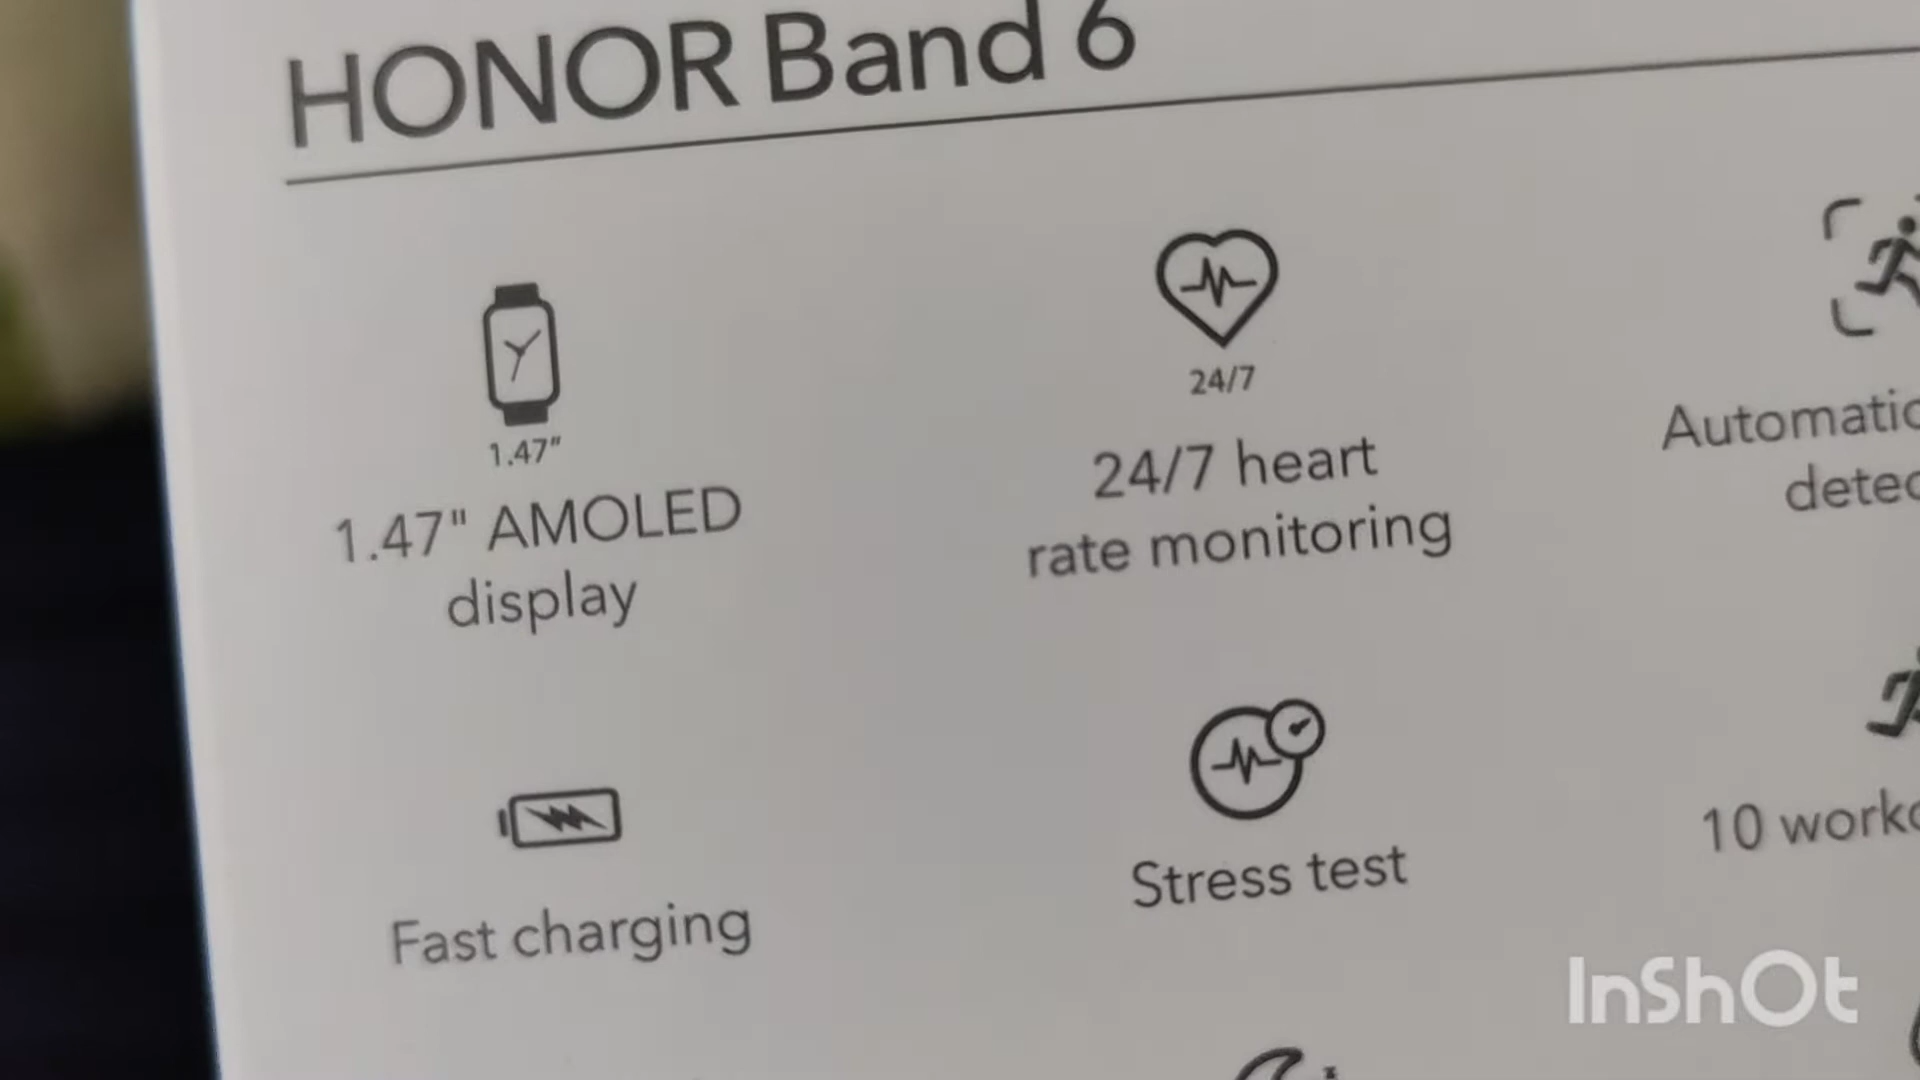 HONOR Band 6
1.47"
1.47" AMOLED
display
24/7
24/7 heart
rate monitoring
Automatic
Fast charging
Stress test
10
InShOt